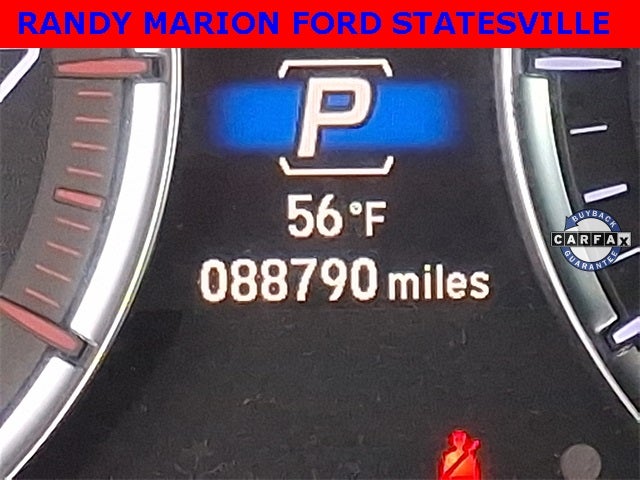 RANDY MARION FORD STATESVILLE
P
56°F
088790 miles
BUYBACK
CARFAX
GUARANTEE